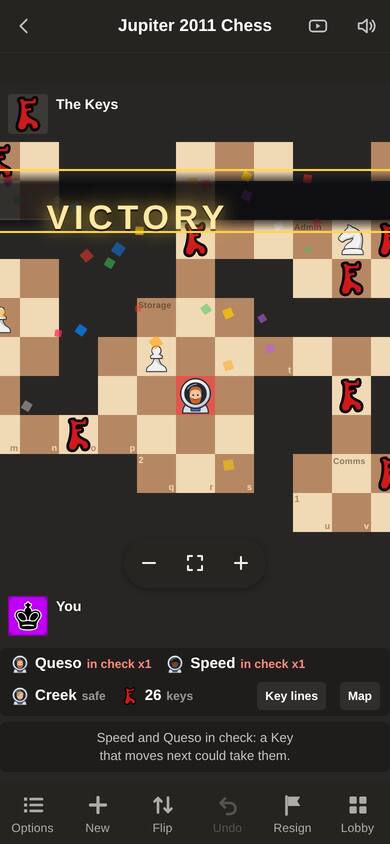 Jupiter 2011 Chess
The Keys
VICTORY
Admin
Storage
t
m n o p
2
Comms
q r s
1
u v
You
Queso in check x1 Speed in check x1
Creek safe 26 keys Key lines Map
Speed and Queso in check: a Key
that moves next could take them.
Options New Flip Undo Resign Lobby